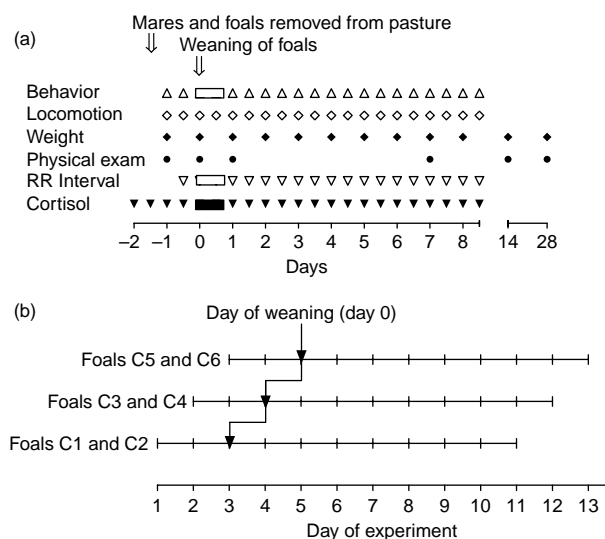 (a)
Mares and foals removed from pasture
Weaning of foals
Behavior
Locomotion
Weight
Physical exam
RR Interval
Cortisol
−2 −1 0 1 2 3 4 5 6 7 8 14 28
Days
(b)
Day of weaning (day 0)
Foals C5 and C6
Foals C3 and C4
Foals C1 and C2
1 2 3 4 5 6 7 8 9 10 11 12 13
Day of experiment